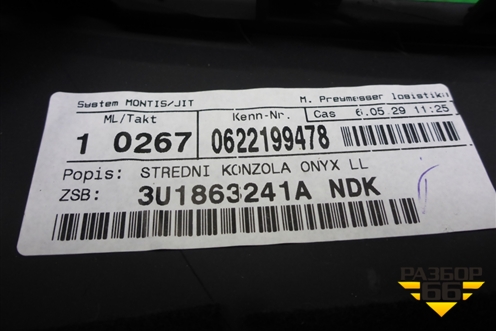 System MONTIS/JIT M. Preymesser logistika
ML/Takt Kenn-Nr. Cas 6.05.29 11:25
1 0267 0622199478
Popis: STREDNI KONZOLA ONYX LL
ZSB: 3U1863241A NDK
РАЗБОР
66